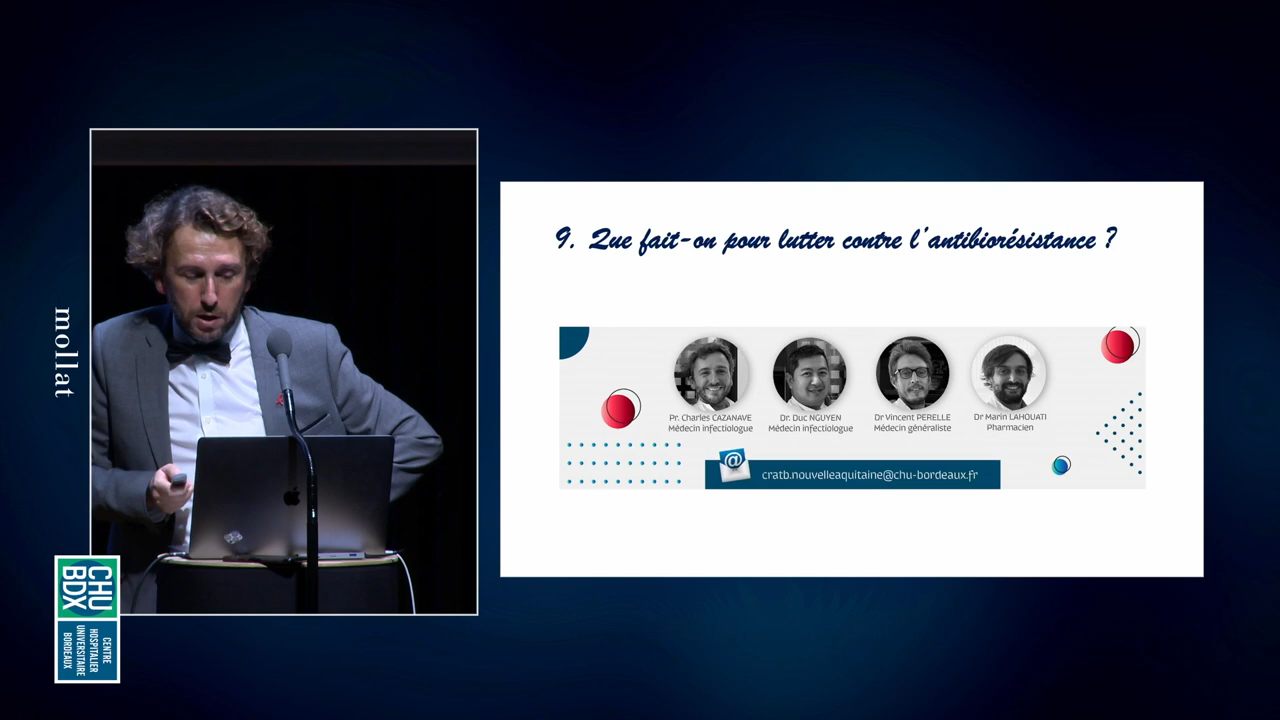 mollat
CHU
BDX
CENTRE
HOSPITALIER
UNIVERSITAIRE
BORDEAUX
9. Que fait-on pour lutter contre l'antibiorésistance ?
Pr. Charles CAZANAVE
Médecin infectiologue
Dr. Duc NGUYEN
Médecin infectiologue
Dr Vincent PERELLE
Médecin généraliste
Dr Marin LAHOUATI
Pharmacien
@
cratb.nouvelleaquitaine@chu-bordeaux.fr